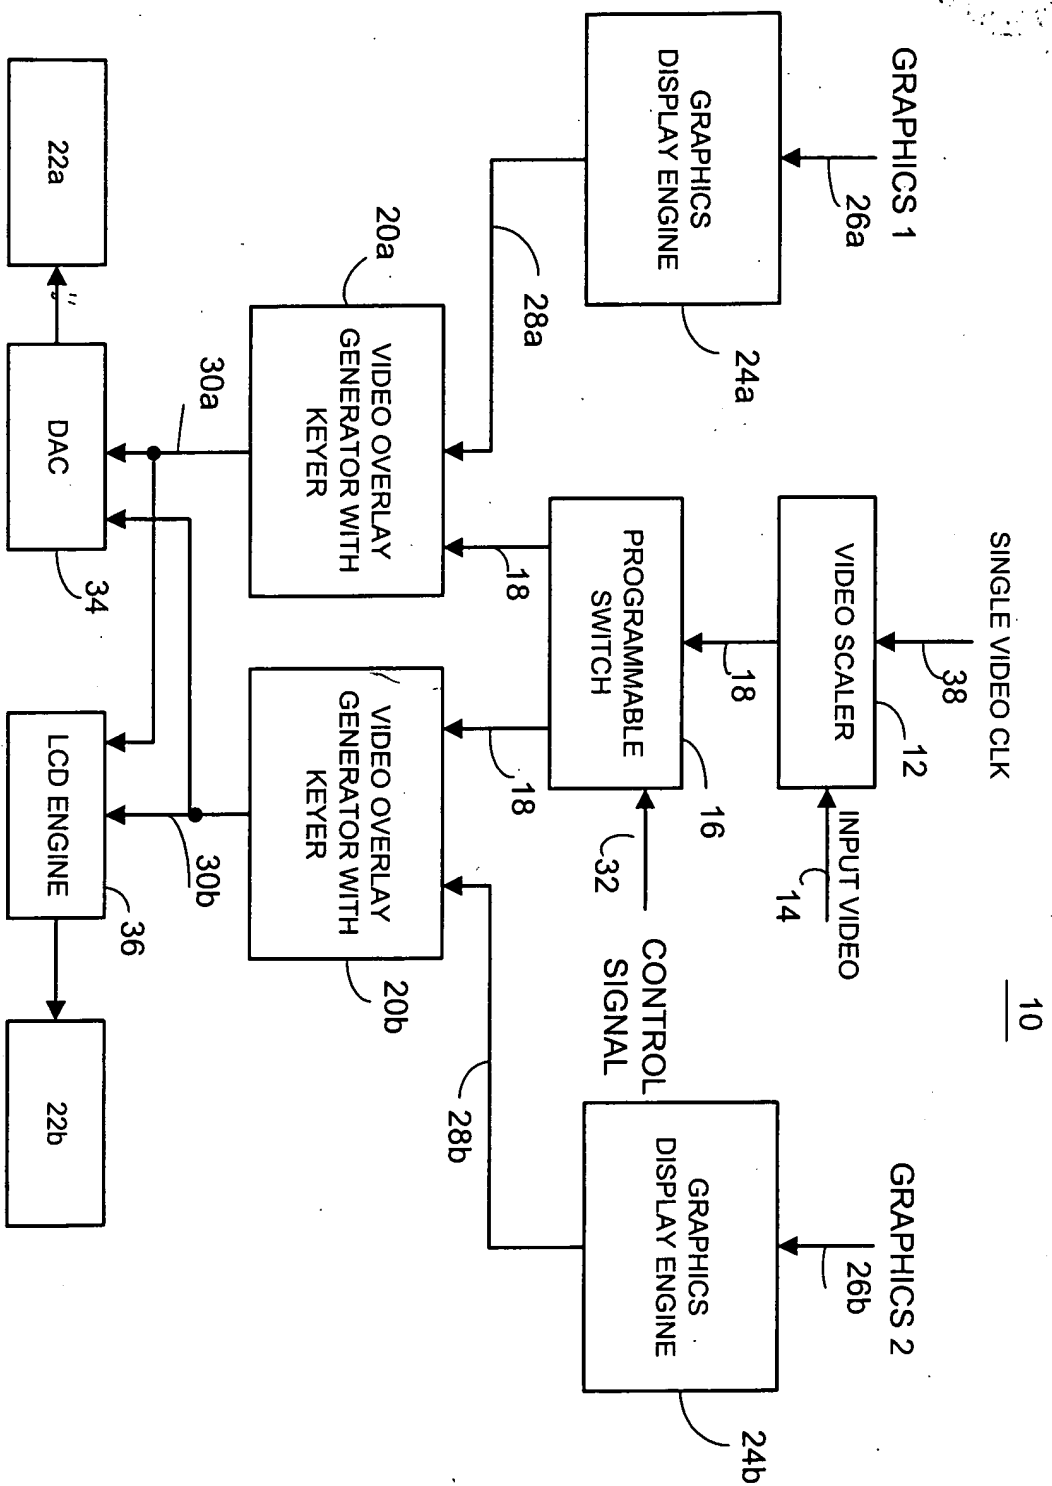 10
SINGLE VIDEO CLK
38
GRAPHICS 1
26a
GRAPHICS 2
26b
VIDEO SCALER
12
INPUT VIDEO
14
GRAPHICS
DISPLAY ENGINE
24a
18
PROGRAMMABLE
SWITCH
16
32
CONTROL
SIGNAL
GRAPHICS
DISPLAY ENGINE
24b
28a
18
18
28b
20a
VIDEO OVERLAY
GENERATOR WITH
KEYER
VIDEO OVERLAY
GENERATOR WITH
KEYER
20b
30a
30b
22a
DAC
34
LCD ENGINE
36
22b